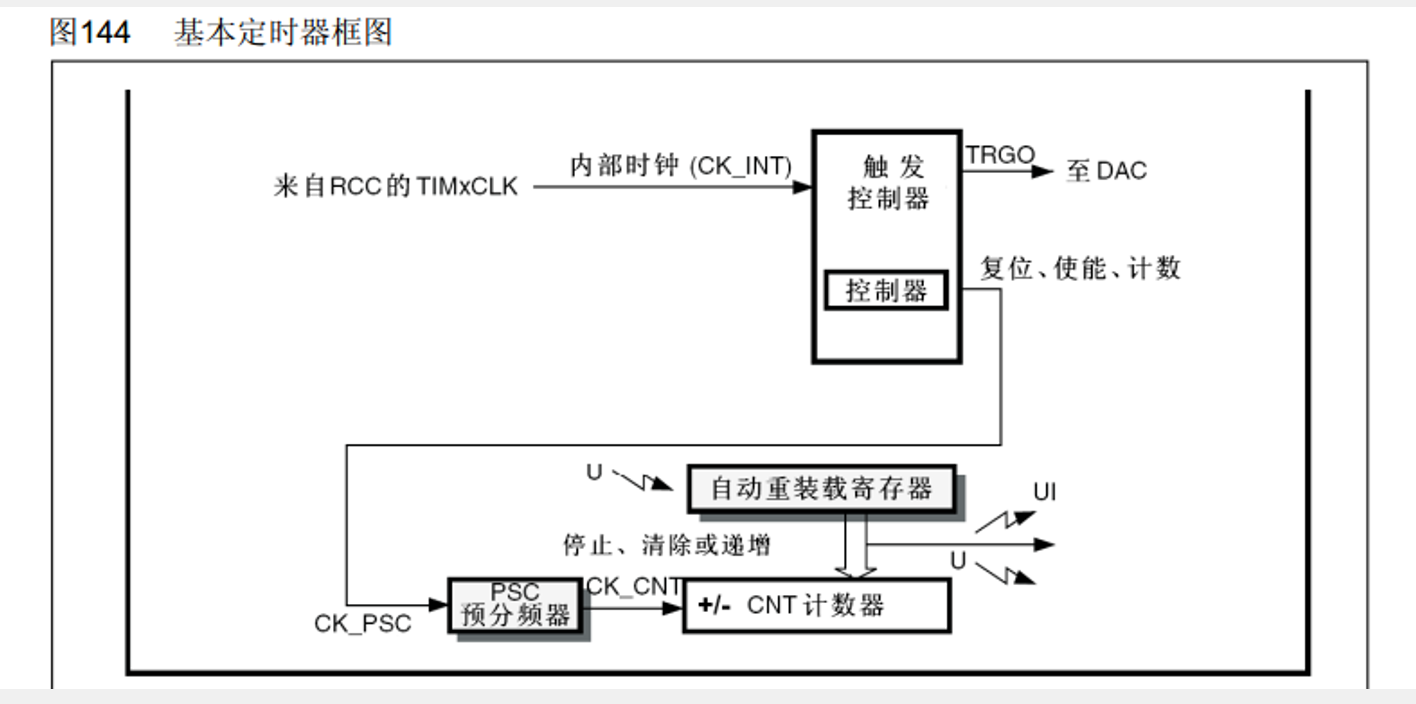 图144 基本定时器框图
来自RCC的TIMxCLK
内部时钟 (CK_INT)
触发
控制器
TRGO
至DAC
控制器
复位、使能、计数
U
自动重装载寄存器
UI
停止、清除或递增
U
CK_PSC
PSC
预分频器
CK_CNT
+/- CNT计数器